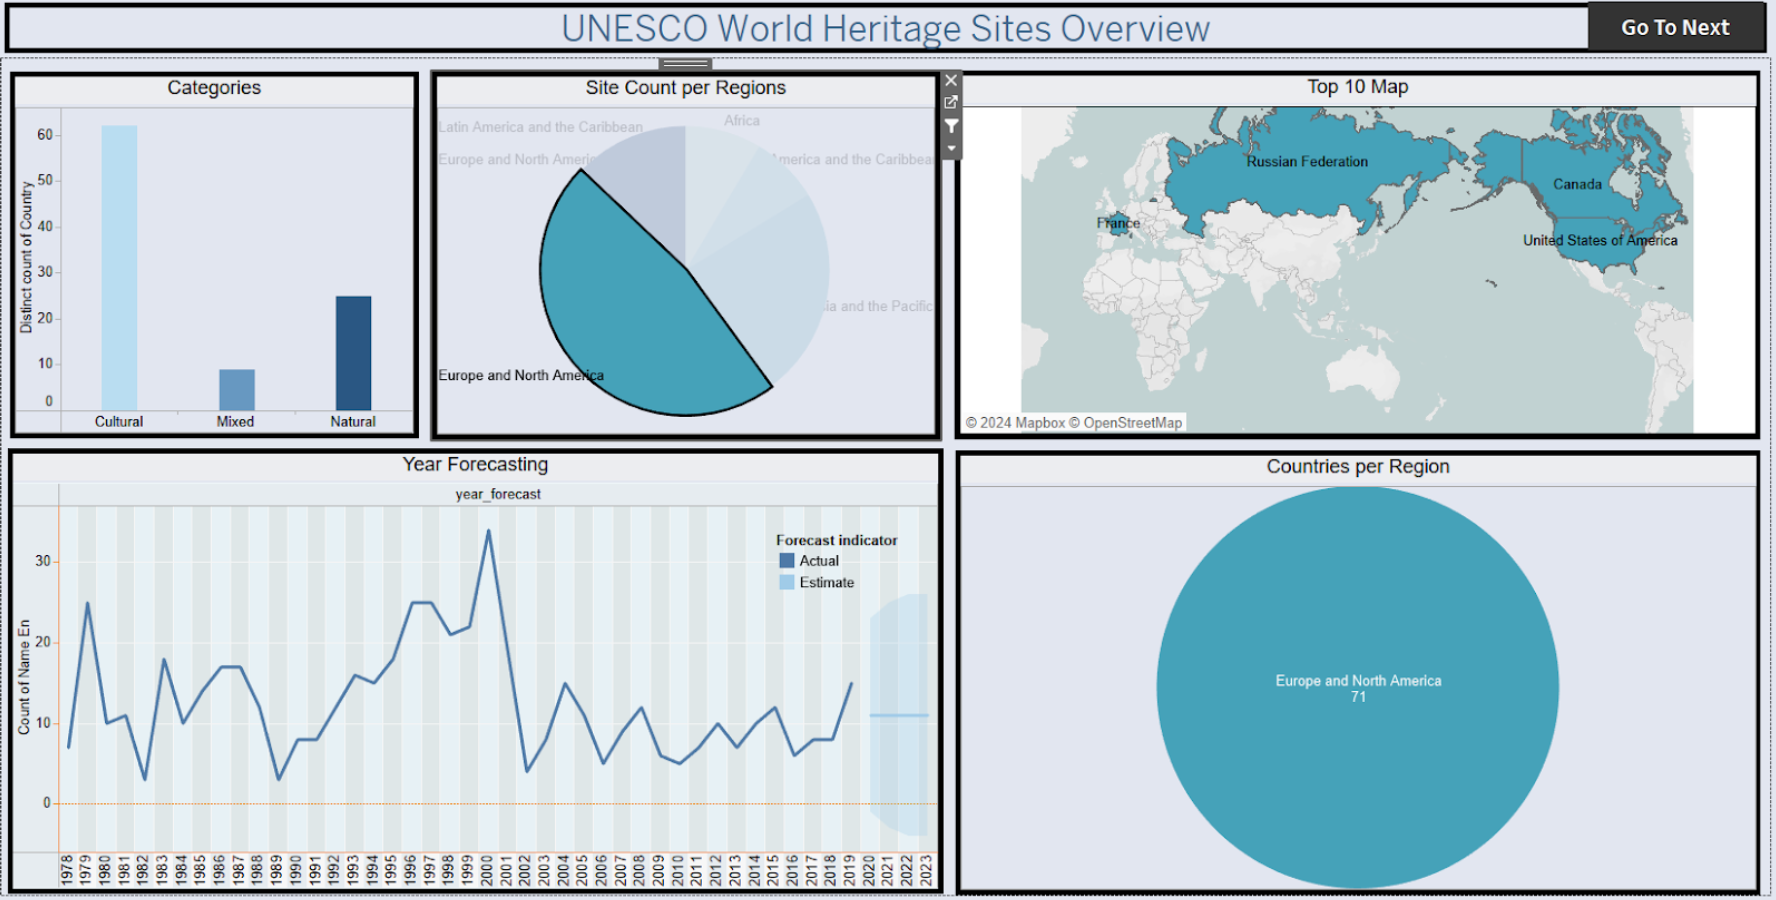 UNESCO World Heritage Sites Overview
Go To Next
Categories
Distinct count of Country
60
50
40
30
20
10
0
Cultural
Mixed
Natural
Site Count per Regions
Latin America and the Caribbean
Africa
Europe and North Americ
America and the Caribbean
ia and the Pacific
Europe and North America
Top 10 Map
Russian Federation
Canada
France
United States of America
© 2024 Mapbox © OpenStreetMap
Year Forecasting
year_forecast
Count of Name En
30
20
10
0
Forecast indicator
Actual
Estimate
1978 1979 1980 1981 1982 1983 1984 1985 1986 1987 1988 1989 1990 1991 1992 1993 1994 1995 1996 1997 1998 1999 2000 2001 2002 2003 2004 2005 2006 2007 2008 2009 2010 2011 2012 2013 2014 2015 2016 2017 2018 2019 2020 2021 2022 2023
Countries per Region
Europe and North America
71